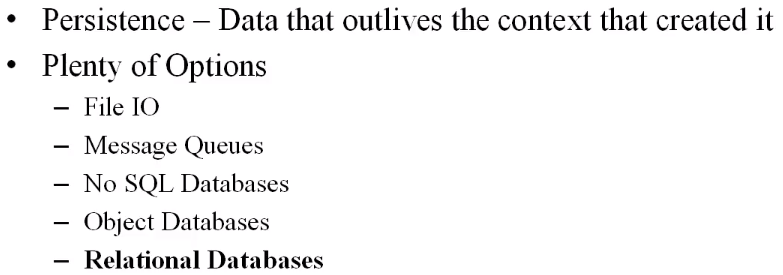 • Persistence – Data that outlives the context that created it
• Plenty of Options
– File IO
– Message Queues
– No SQL Databases
– Object Databases
– Relational Databases